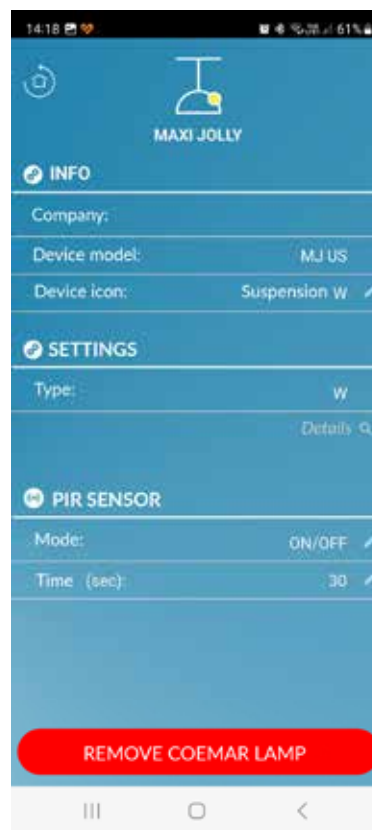 14:18 61%
MAXI JOLLY
INFO
Company:
Device model: MJ US
Device icon: Suspension W
SETTINGS
Type: W
Details
PIR SENSOR
Mode: ON/OFF
Time (sec): 30
REMOVE COEMAR LAMP